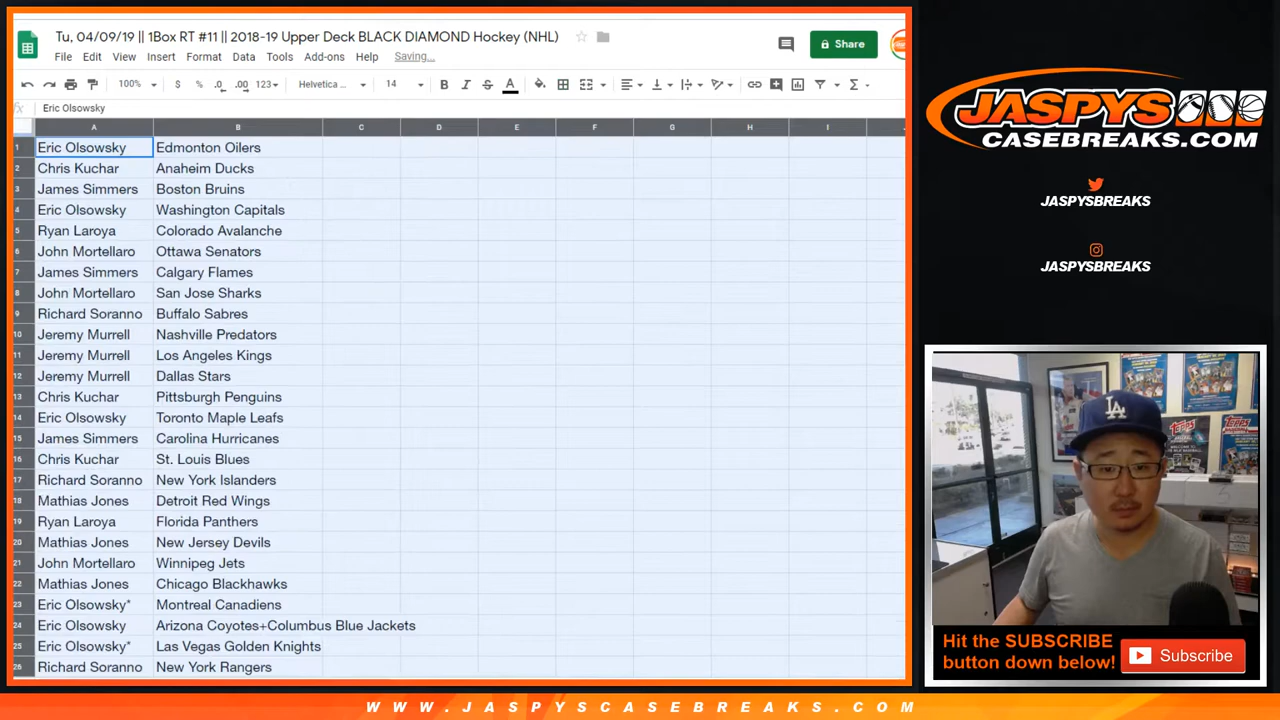 Tu, 04/09/19 || 1Box RT #11 || 2018-19 Upper Deck BLACK DIAMOND Hockey (NHL)
File Edit View Insert Format Data Tools Add-ons Help Saving...
Share
100% $ % .0 .00 123 Helvetica ... 14 B I S A
fx Eric Olsowsky
A B C D E F G H I
1 Eric Olsowsky Edmonton Oilers
2 Chris Kuchar Anaheim Ducks
3 James Simmers Boston Bruins
4 Eric Olsowsky Washington Capitals
5 Ryan Laroya Colorado Avalanche
6 John Mortellaro Ottawa Senators
7 James Simmers Calgary Flames
8 John Mortellaro San Jose Sharks
9 Richard Soranno Buffalo Sabres
10 Jeremy Murrell Nashville Predators
11 Jeremy Murrell Los Angeles Kings
12 Jeremy Murrell Dallas Stars
13 Chris Kuchar Pittsburgh Penguins
14 Eric Olsowsky Toronto Maple Leafs
15 James Simmers Carolina Hurricanes
16 Chris Kuchar St. Louis Blues
17 Richard Soranno New York Islanders
18 Mathias Jones Detroit Red Wings
19 Ryan Laroya Florida Panthers
20 Mathias Jones New Jersey Devils
21 John Mortellaro Winnipeg Jets
22 Mathias Jones Chicago Blackhawks
23 Eric Olsowsky* Montreal Canadiens
24 Eric Olsowsky Arizona Coyotes+Columbus Blue Jackets
25 Eric Olsowsky* Las Vegas Golden Knights
26 Richard Soranno New York Rangers
JASPYS
CASEBREAKS.COM
JASPYSBREAKS
JASPYSBREAKS
LA
Topps
Topps
Hit the SUBSCRIBE
button down below!
Subscribe
WWW.JASPYSCASEBREAKS.COM